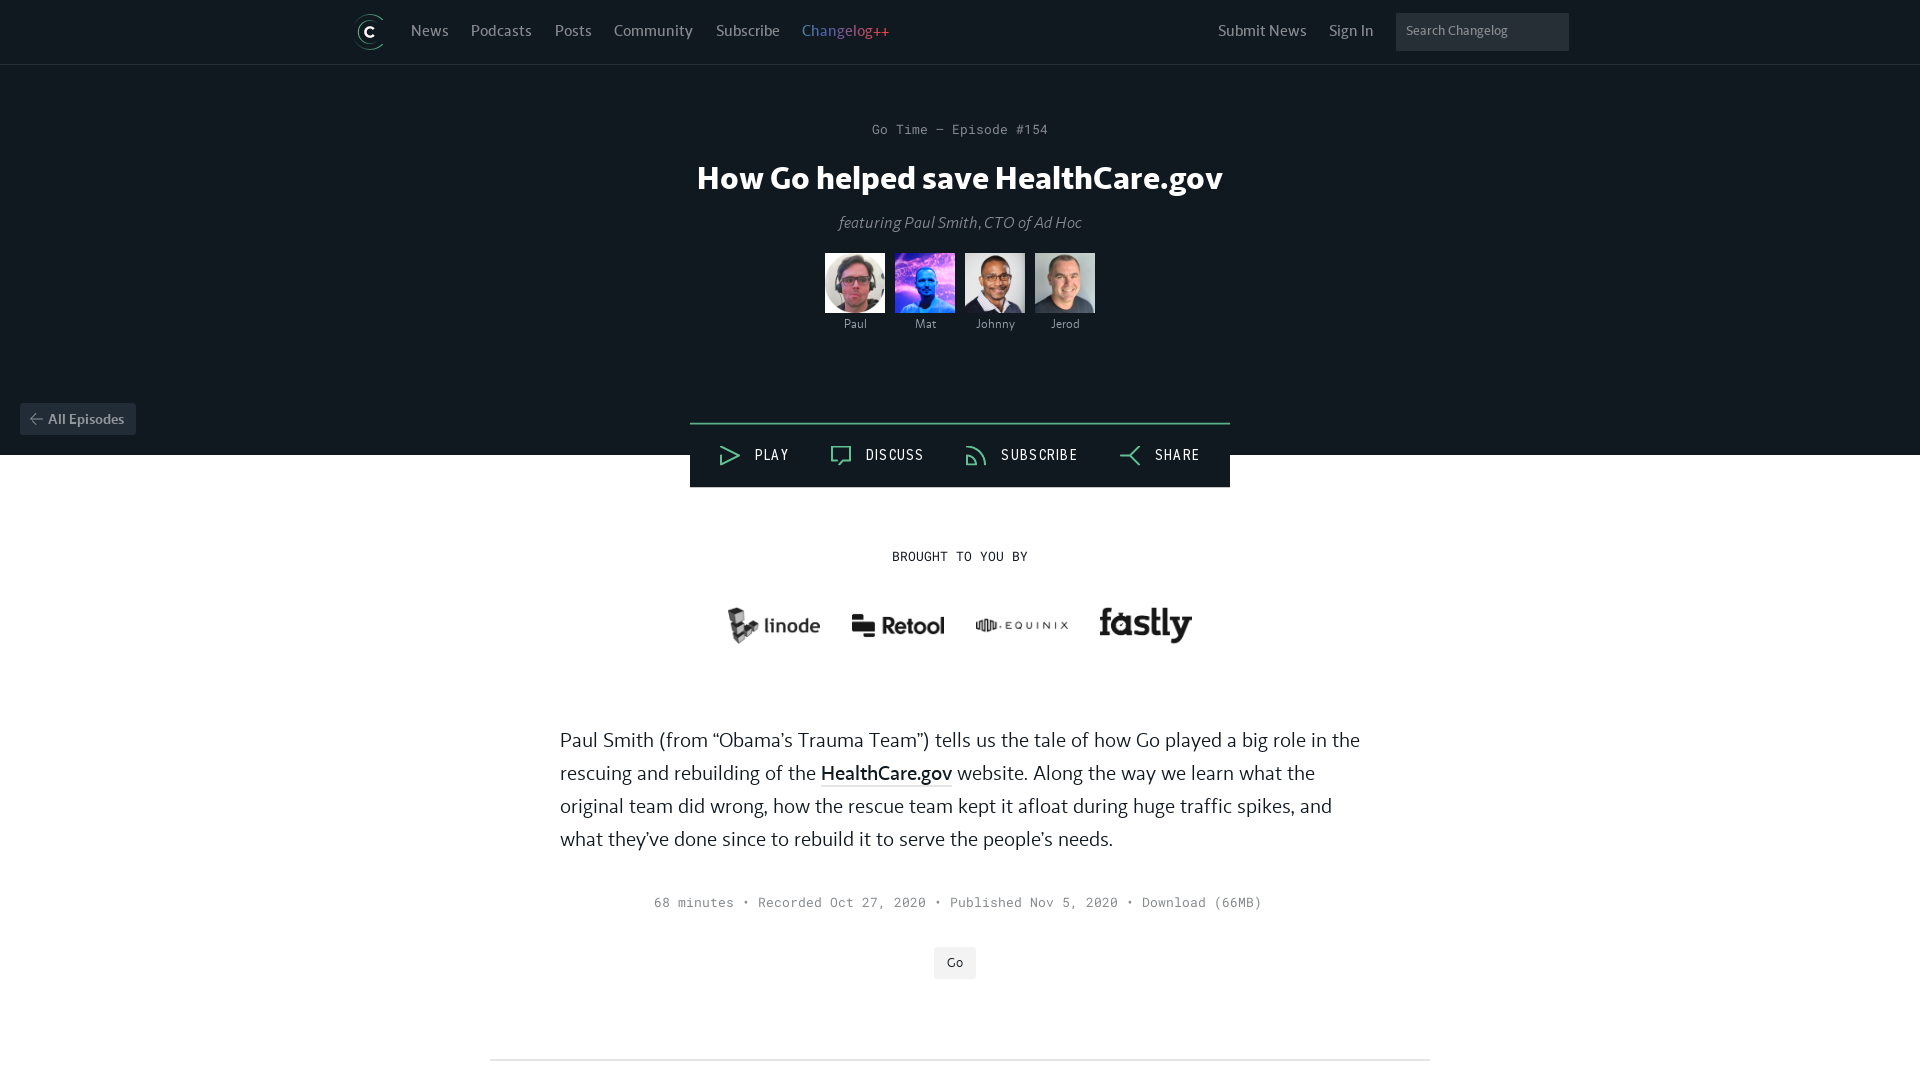 News Podcasts Posts Community Subscribe Changelog++ Submit News Sign In Search Changelog
Go Time — Episode #154
How Go helped save HealthCare.gov
featuring Paul Smith, CTO of Ad Hoc
Paul Mat Johnny Jerod
All Episodes
PLAY DISCUSS SUBSCRIBE SHARE
BROUGHT TO YOU BY
linode Retool EQUINIX fastly
Paul Smith (from “Obama’s Trauma Team”) tells us the tale of how Go played a big role in the
rescuing and rebuilding of the HealthCare.gov website. Along the way we learn what the
original team did wrong, how the rescue team kept it afloat during huge traffic spikes, and
what they’ve done since to rebuild it to serve the people’s needs.
68 minutes • Recorded Oct 27, 2020 • Published Nov 5, 2020 • Download (66MB)
Go